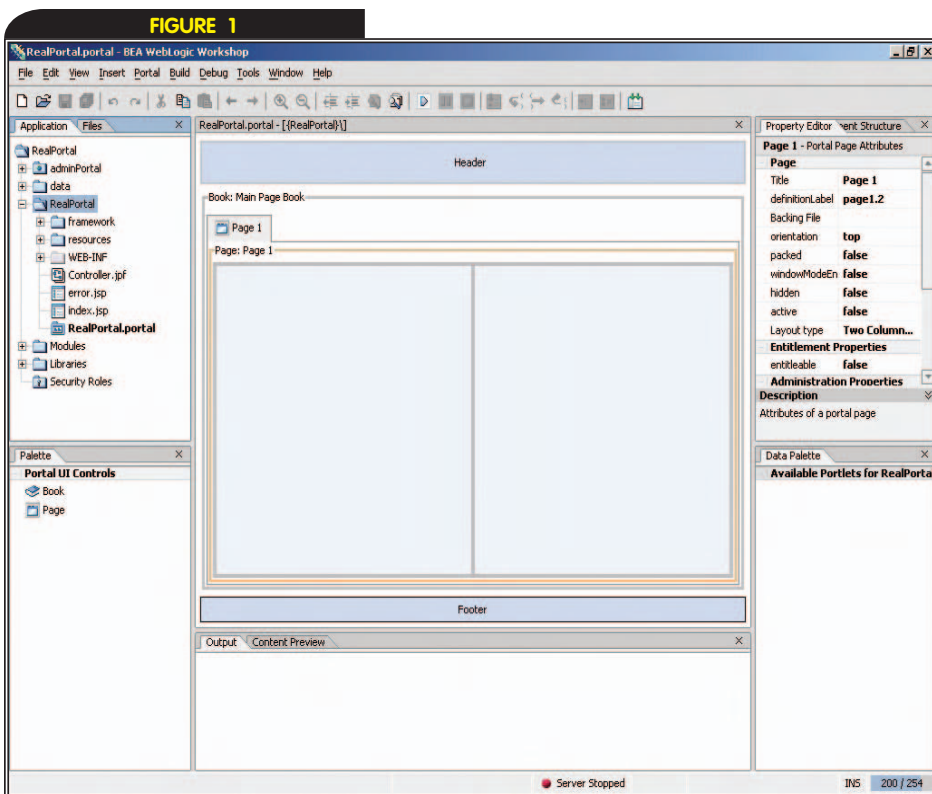 FIGURE 1
RealPortal.portal - BEA WebLogic Workshop
File Edit View Insert Portal Build Debug Tools Window Help
Application Files
RealPortal
adminPortal
data
RealPortal
framework
resources
WEB-INF
Controller.jpf
error.jsp
index.jsp
RealPortal.portal
Modules
Libraries
Security Roles
Palette
Portal UI Controls
Book
Page
RealPortal.portal - [{RealPortal}\]
Header
Book: Main Page Book
Page 1
Page: Page 1
Footer
Output Content Preview
Property Editor ent Structure
Page 1 - Portal Page Attributes
Page
Title Page 1
definitionLabel page1.2
Backing File
orientation top
packed false
windowModeEn false
hidden false
active false
Layout type Two Column...
Entitlement Properties
entitleable false
Administration Properties
Description
Attributes of a portal page
Data Palette
Available Portlets for RealPorta
Server Stopped
INS 200 / 254